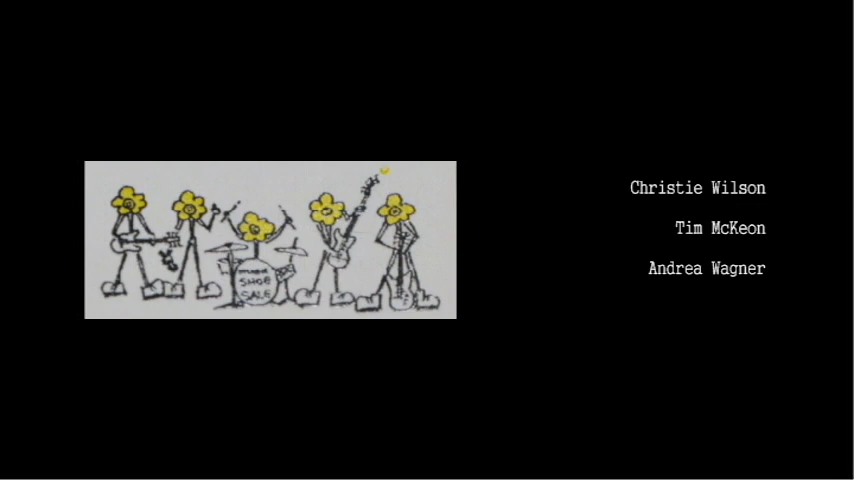 SHOE
SALE
Christie Wilson
Tim McKeon
Andrea Wagner